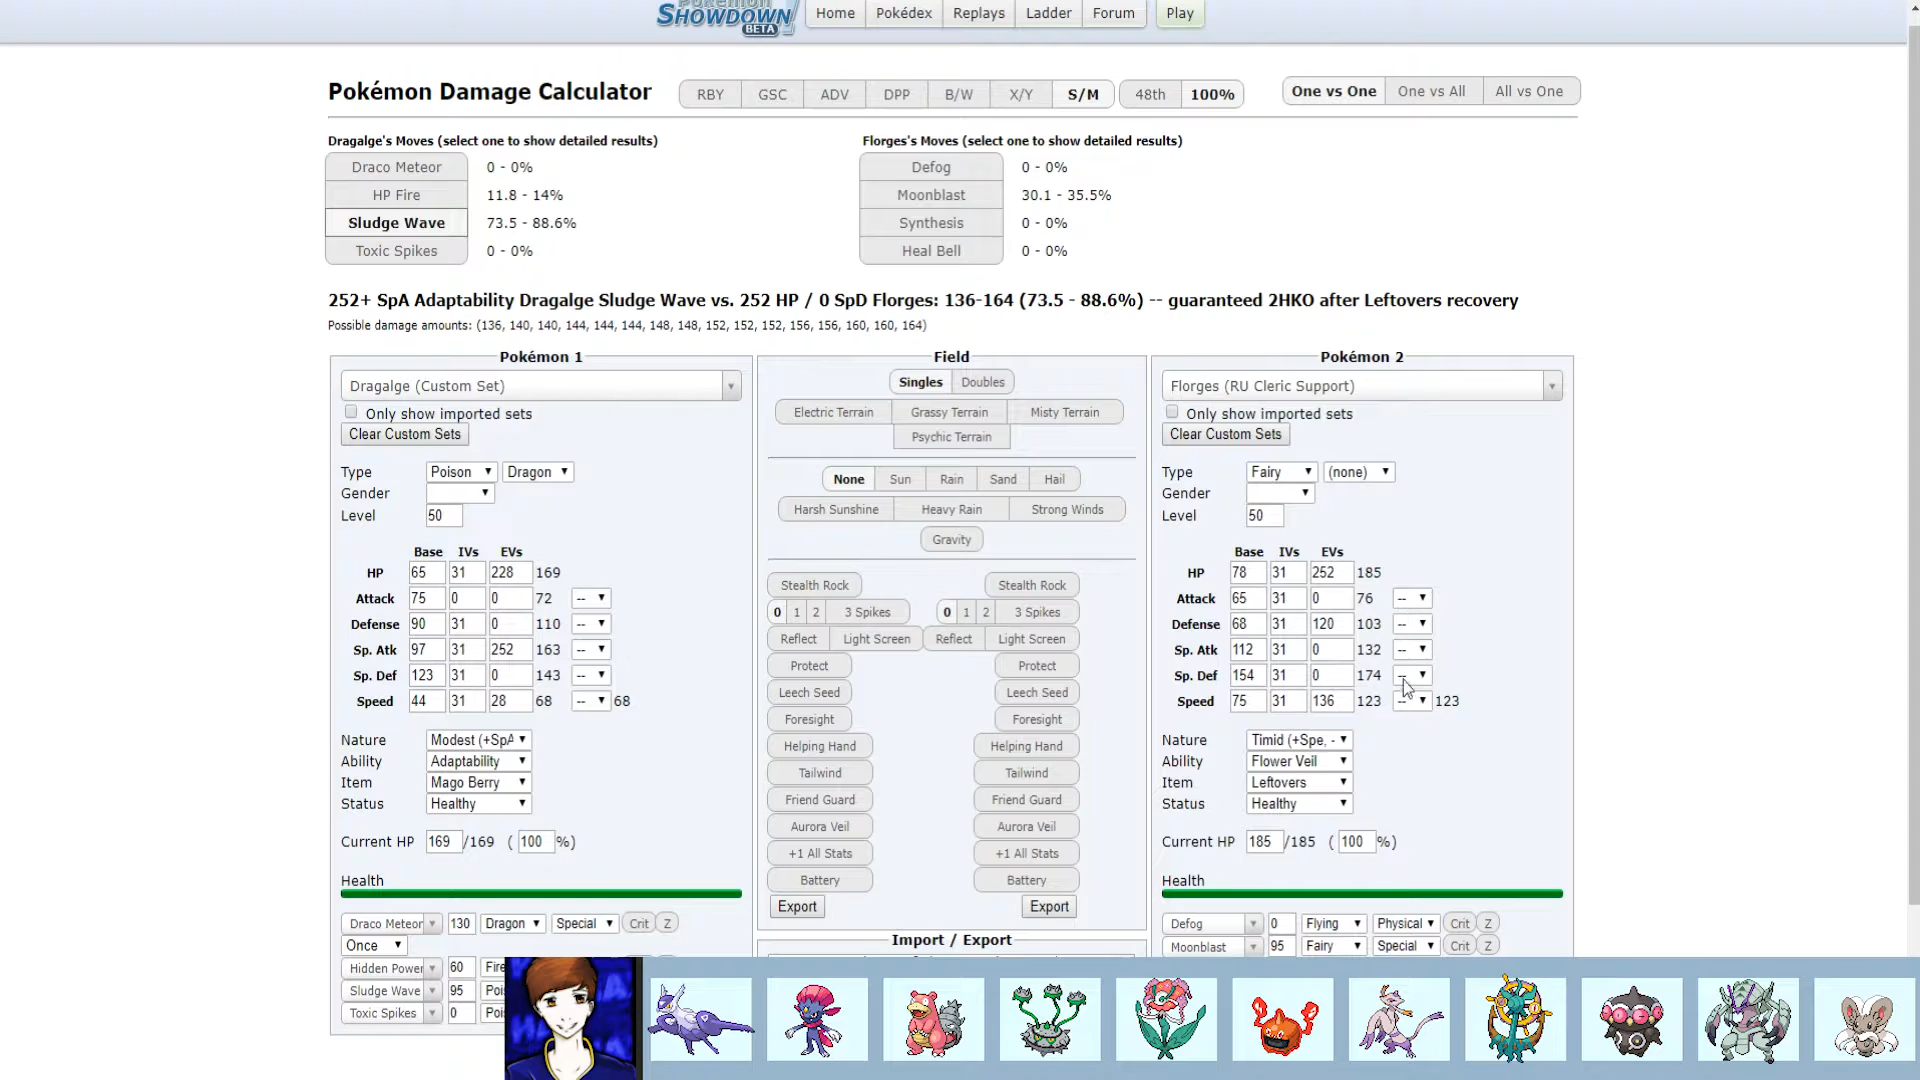 Pokémon
SHOWDOWN
BETA
Home Pokédex Replays Ladder Forum Play
Pokémon Damage Calculator RBY GSC ADV DPP B/W X/Y S/M 48th 100% One vs One One vs All All vs One
Dragalge's Moves (select one to show detailed results) Florges's Moves (select one to show detailed results)
Draco Meteor 0 - 0% Defog 0 - 0%
HP Fire 11.8 - 14% Moonblast 30.1 - 35.5%
Sludge Wave 73.5 - 88.6% Synthesis 0 - 0%
Toxic Spikes 0 - 0% Heal Bell 0 - 0%
252+ SpA Adaptability Dragalge Sludge Wave vs. 252 HP / 0 SpD Florges: 136-164 (73.5 - 88.6%) -- guaranteed 2HKO after Leftovers recovery
Possible damage amounts: (136, 140, 140, 144, 144, 144, 148, 148, 152, 152, 152, 156, 156, 160, 160, 164)
Pokémon 1
Dragalge (Custom Set)
Only show imported sets
Clear Custom Sets
Type Poison Dragon
Gender
Level 50
Base IVs EVs
HP 65 31 228 169
Attack 75 0 0 72 --
Defense 90 31 0 110 --
Sp. Atk 97 31 252 163 --
Sp. Def 123 31 0 143 --
Speed 44 31 28 68 -- 68
Nature Modest (+SpA
Ability Adaptability
Item Mago Berry
Status Healthy
Current HP 169 /169 ( 100 %)
Health
Draco Meteor 130 Dragon Special Crit Z
Once
Hidden Power 60 Fire
Sludge Wave 95 Poi
Toxic Spikes 0 Poi
Field
Singles Doubles
Electric Terrain Grassy Terrain Misty Terrain
Psychic Terrain
None Sun Rain Sand Hail
Harsh Sunshine Heavy Rain Strong Winds
Gravity
Stealth Rock Stealth Rock
0 1 2 3 Spikes 0 1 2 3 Spikes
Reflect Light Screen Reflect Light Screen
Protect Protect
Leech Seed Leech Seed
Foresight Foresight
Helping Hand Helping Hand
Tailwind Tailwind
Friend Guard Friend Guard
Aurora Veil Aurora Veil
+1 All Stats +1 All Stats
Battery Battery
Export Export
Import / Export
Pokémon 2
Florges (RU Cleric Support)
Only show imported sets
Clear Custom Sets
Type Fairy (none)
Gender
Level 50
Base IVs EVs
HP 78 31 252 185
Attack 65 31 0 76 --
Defense 68 31 120 103 --
Sp. Atk 112 31 0 132 --
Sp. Def 154 31 0 174 --
Speed 75 31 136 123 -- 123
Nature Timid (+Spe, -
Ability Flower Veil
Item Leftovers
Status Healthy
Current HP 185 /185 ( 100 %)
Health
Defog 0 Flying Physical Crit Z
Moonblast 95 Fairy Special Crit Z